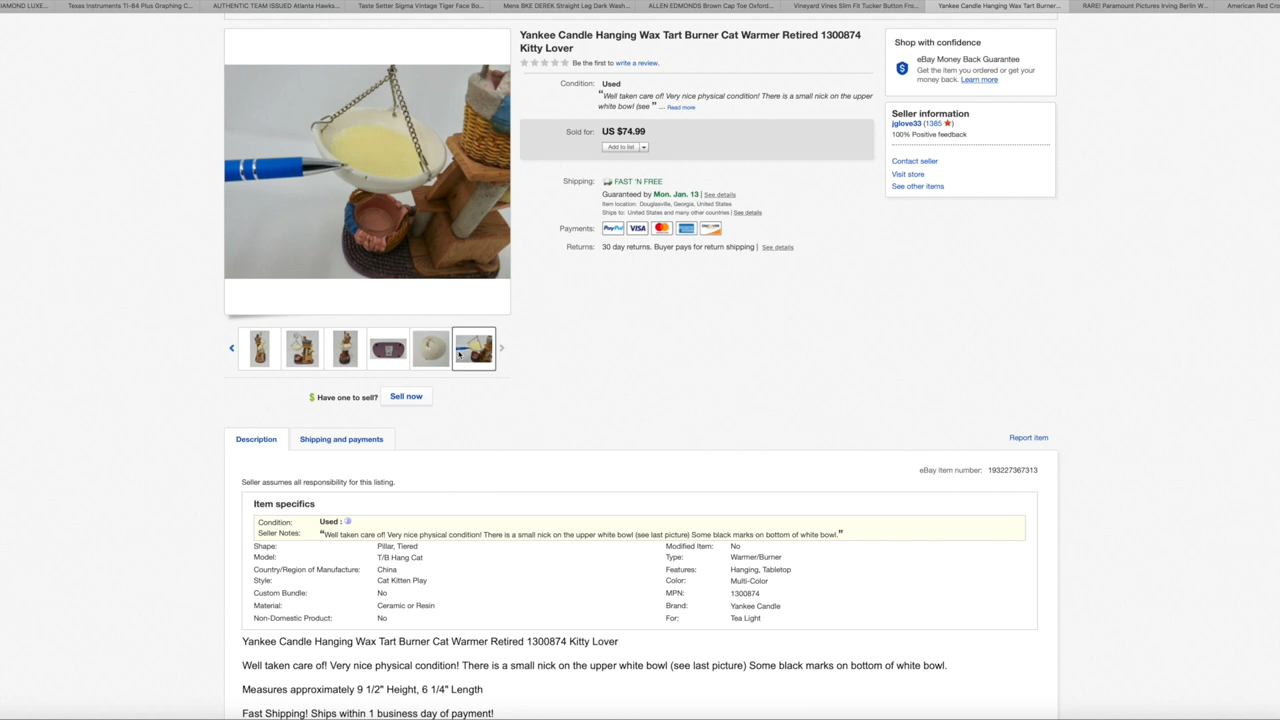 IAMOND LUXE... Texas Instruments TI-84 Plus Graphing C... AUTHENTIC TEAM ISSUED Atlanta Hawks... Taste Setter Sigma Vintage Tiger Face Bo... Mens BKE DEREK Straight Leg Dark Wash... ALLEN EDMONDS Brown Cap Toe Oxford... Vineyard Vines Slim Fit Tucker Button Fro... Yankee Candle Hanging Wax Tart Burner... RARE! Paramount Pictures Irving Berlin W... American Red Cro
Yankee Candle Hanging Wax Tart Burner Cat Warmer Retired 1300874
Kitty Lover
Be the first to write a review.
Condition: Used
"Well taken care of! Very nice physical condition! There is a small nick on the upper
white bowl (see " ... Read more
Sold for: US $74.99
Add to list
Shipping: FAST 'N FREE
Guaranteed by Mon. Jan. 13 | See details
Item location: Douglasville, Georgia, United States
Ships to: United States and many other countries | See details
Payments: PayPal VISA
Returns: 30 day returns. Buyer pays for return shipping | See details
Shop with confidence
eBay Money Back Guarantee
Get the item you ordered or get your
money back. Learn more
Seller information
jglove33 (1385 )
100% Positive feedback
Contact seller
Visit store
See other items
Have one to sell? Sell now
Description Shipping and payments
Report item
eBay item number: 193227367313
Seller assumes all responsibility for this listing.
Item specifics
Condition: Used :
Seller Notes: "Well taken care of! Very nice physical condition! There is a small nick on the upper white bowl (see last picture) Some black marks on bottom of white bowl."
Shape: Pillar, Tiered Modified Item: No
Model: T/B Hang Cat Type: Warmer/Burner
Country/Region of Manufacture: China Features: Hanging, Tabletop
Style: Cat Kitten Play Color: Multi-Color
Custom Bundle: No MPN: 1300874
Material: Ceramic or Resin Brand: Yankee Candle
Non-Domestic Product: No For: Tea Light
Yankee Candle Hanging Wax Tart Burner Cat Warmer Retired 1300874 Kitty Lover
Well taken care of! Very nice physical condition! There is a small nick on the upper white bowl (see last picture) Some black marks on bottom of white bowl.
Measures approximately 9 1/2" Height, 6 1/4" Length
Fast Shipping! Ships within 1 business day of payment!